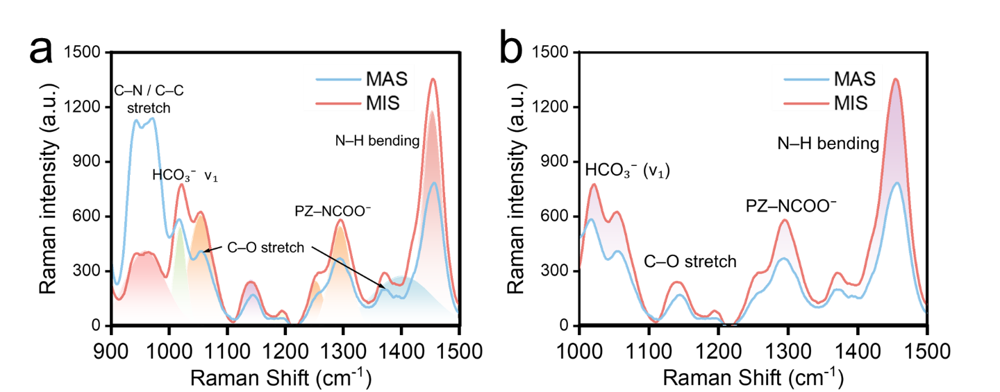 a
1500
1200
900
600
300
0
900 1000 1100 1200 1300 1400 1500
Raman intensity (a.u.)
Raman Shift (cm⁻¹)
MAS
MIS
C–N / C–C
stretch
HCO₃⁻ v₁
N–H bending
PZ–NCOO⁻
C–O stretch
b
1500
1200
900
600
300
0
1000 1100 1200 1300 1400 1500
Raman intensity (a.u.)
Raman Shift (cm⁻¹)
MAS
MIS
N–H bending
HCO₃⁻ (v₁)
PZ–NCOO⁻
C–O stretch